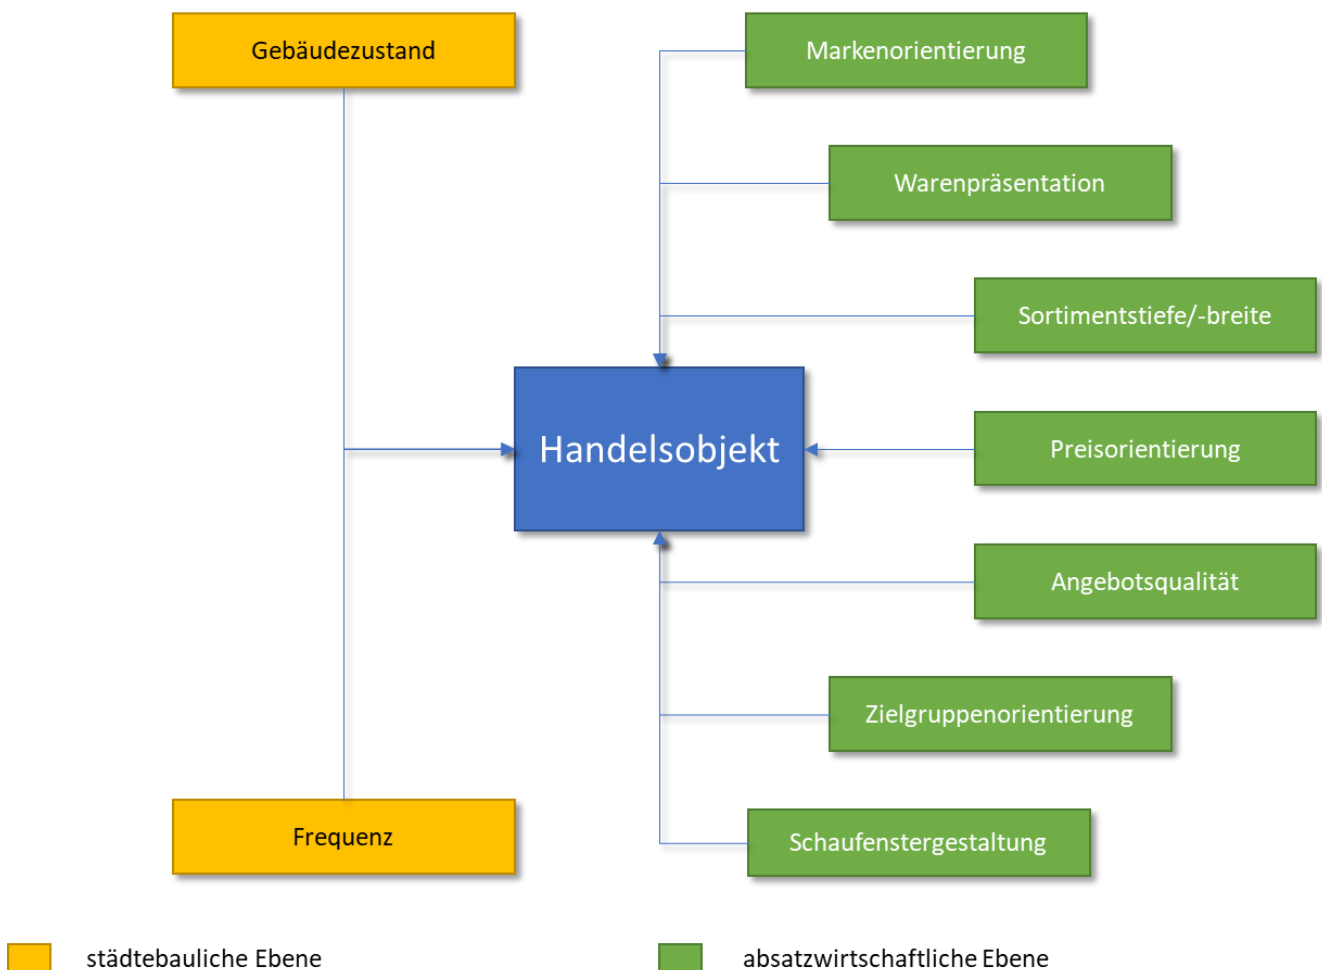 Gebäudezustand
Markenorientierung
Warenpräsentation
Sortimentstiefe/-breite
Handelsobjekt
Preisorientierung
Angebotsqualität
Zielgruppenorientierung
Frequenz
Schaufenstergestaltung
städtebauliche Ebene
absatzwirtschaftliche Ebene